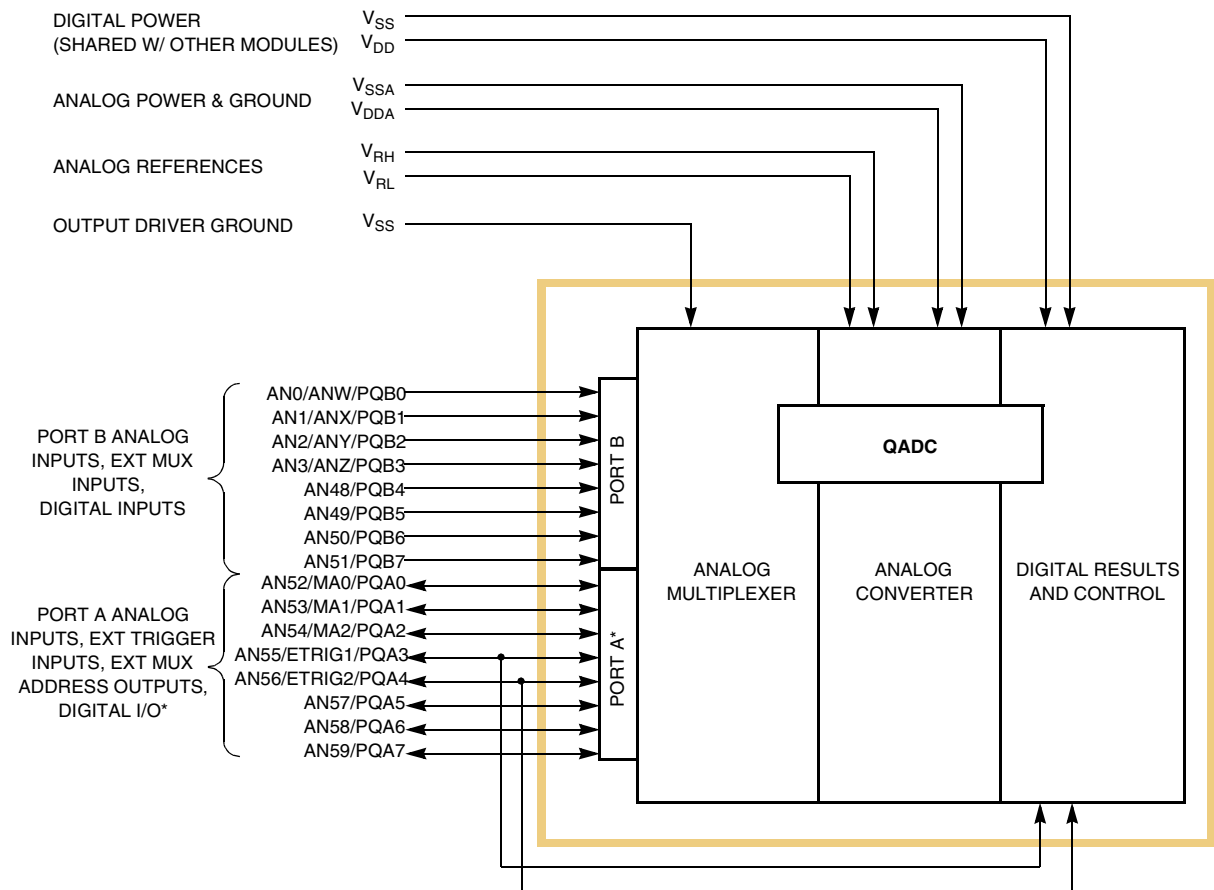 DIGITAL POWER
(SHARED W/ OTHER MODULES)
VSS
VDD
ANALOG POWER & GROUND
VSSA
VDDA
ANALOG REFERENCES
VRH
VRL
OUTPUT DRIVER GROUND
VSS
PORT B ANALOG
INPUTS, EXT MUX
INPUTS,
DIGITAL INPUTS
AN0/ANW/PQB0
AN1/ANX/PQB1
AN2/ANY/PQB2
AN3/ANZ/PQB3
AN48/PQB4
AN49/PQB5
AN50/PQB6
AN51/PQB7
PORT A ANALOG
INPUTS, EXT TRIGGER
INPUTS, EXT MUX
ADDRESS OUTPUTS,
DIGITAL I/O*
AN52/MA0/PQA0
AN53/MA1/PQA1
AN54/MA2/PQA2
AN55/ETRIG1/PQA3
AN56/ETRIG2/PQA4
AN57/PQA5
AN58/PQA6
AN59/PQA7
PORT B
PORT A*
QADC
ANALOG
MULTIPLEXER
ANALOG
CONVERTER
DIGITAL RESULTS
AND CONTROL